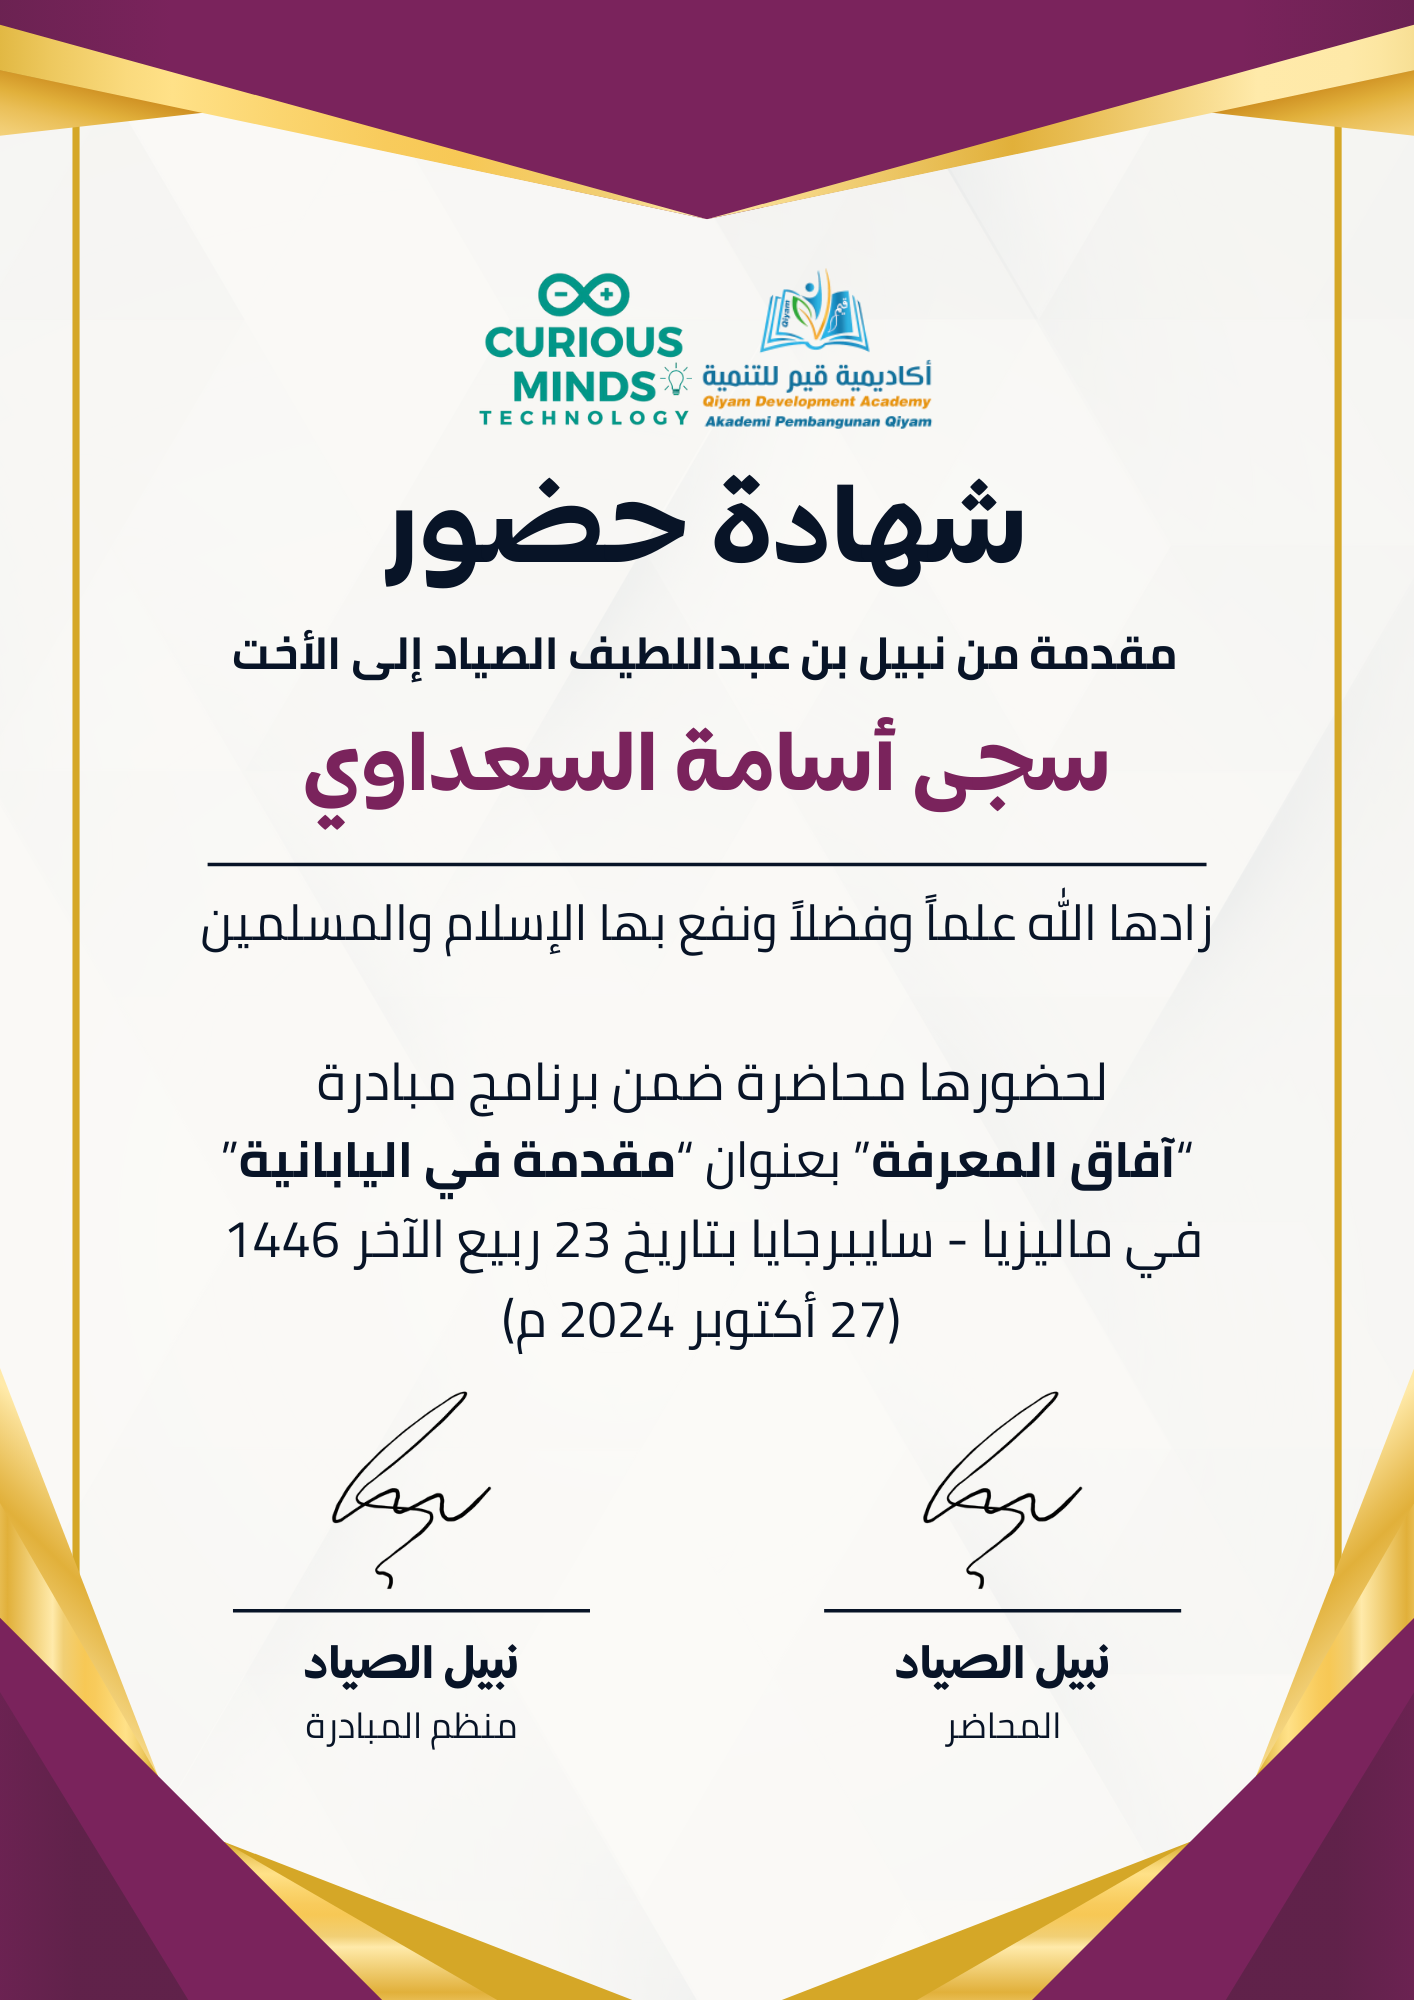 CURIOUS
MINDS
TECHNOLOGY
Qiyam
قيم
أكاديمية قيم للتنمية
Qiyam Development Academy
Akademi Pembangunan Qiyam
شهادة حضور
مقدمة من نبيل بن عبداللطيف الصياد إلى الأخت
سجى أسامة السعداوي
زادها الله علماً وفضلاً ونفع بها الإسلام والمسلمين
لحضورها محاضرة ضمن برنامج مبادرة
“آفاق المعرفة” بعنوان “مقدمة في اليابانية”
في ماليزيا - سايبرجايا بتاريخ 23 ربيع الآخر 1446
(27 أكتوبر 2024 م)
نبيل الصياد
المحاضر
نبيل الصياد
منظم المبادرة